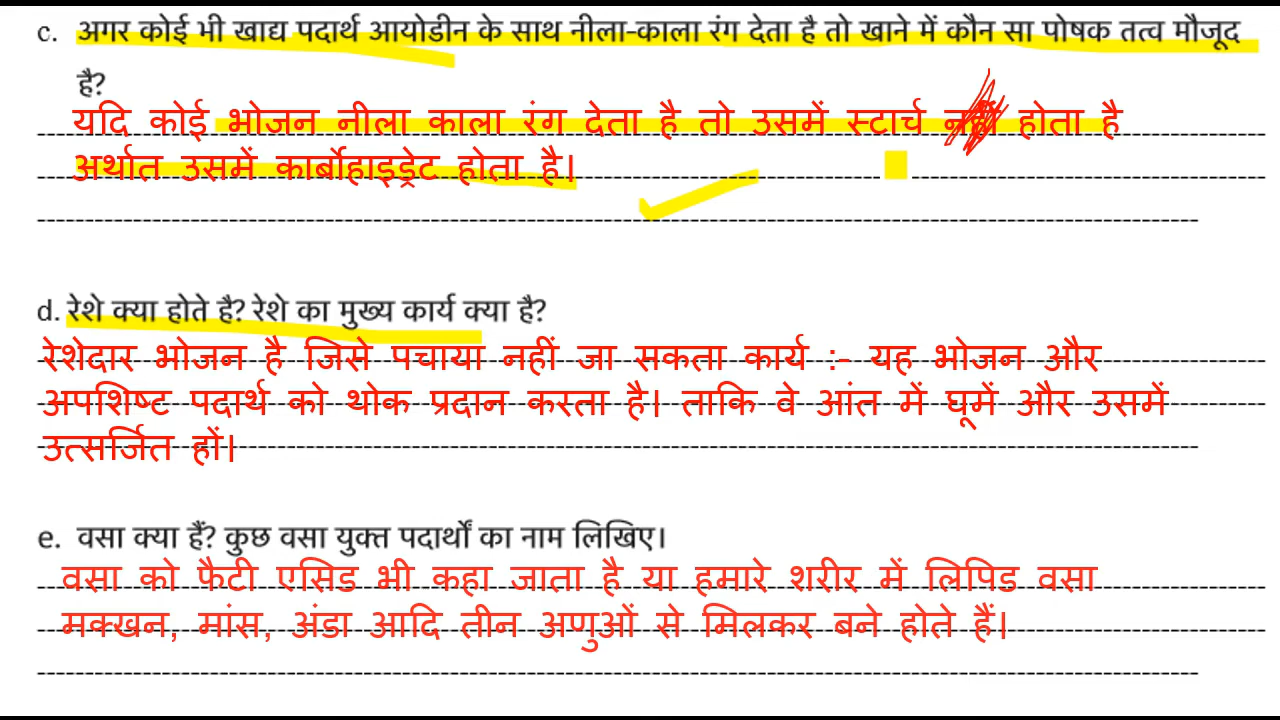 c. अगर कोई भी खाद्य पदार्थ आयोडीन के साथ नीला-काला रंग देता है तो खाने में कौन सा पोषक तत्व मौजूद
है?
यदि कोई भोजन नीला काला रंग देता है तो उसमें स्टार्च होता है
अर्थात उसमें कार्बोहाइड्रेट होता है।
d. रेशे क्या होते है? रेशे का मुख्य कार्य क्या है?
रेशेदार भोजन है जिसे पचाया नहीं जा सकता कार्य :- यह भोजन और
अपशिष्ट पदार्थ को थोक प्रदान करता है। ताकि वे आंत में घूमें और उसमें
उत्सर्जित हों।
e. वसा क्या हैं? कुछ वसा युक्त पदार्थों का नाम लिखिए।
वसा को फैटी एसिड भी कहा जाता है या हमारे शरीर में लिपिड वसा
मक्खन, मांस, अंडा आदि तीन अणुओं से मिलकर बने होते हैं।